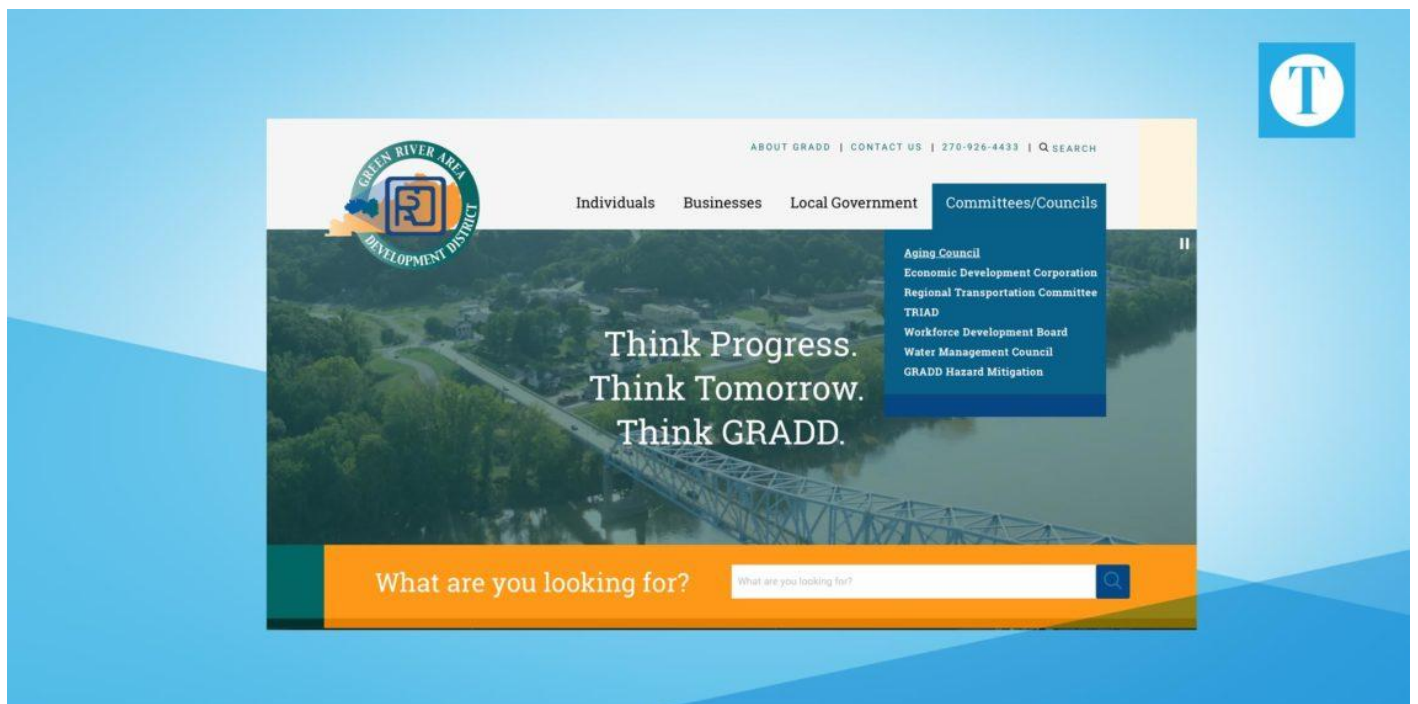 T
GREEN RIVER AREA
DEVELOPMENT DISTRICT
ABOUT GRADD | CONTACT US | 270-926-4433 | SEARCH
Individuals Businesses Local Government Committees/Councils
Aging Council
Economic Development Corporation
Regional Transportation Committee
TRIAD
Workforce Development Board
Water Management Council
GRADD Hazard Mitigation
Think Progress.
Think Tomorrow.
Think GRADD.
What are you looking for? What are you looking for?